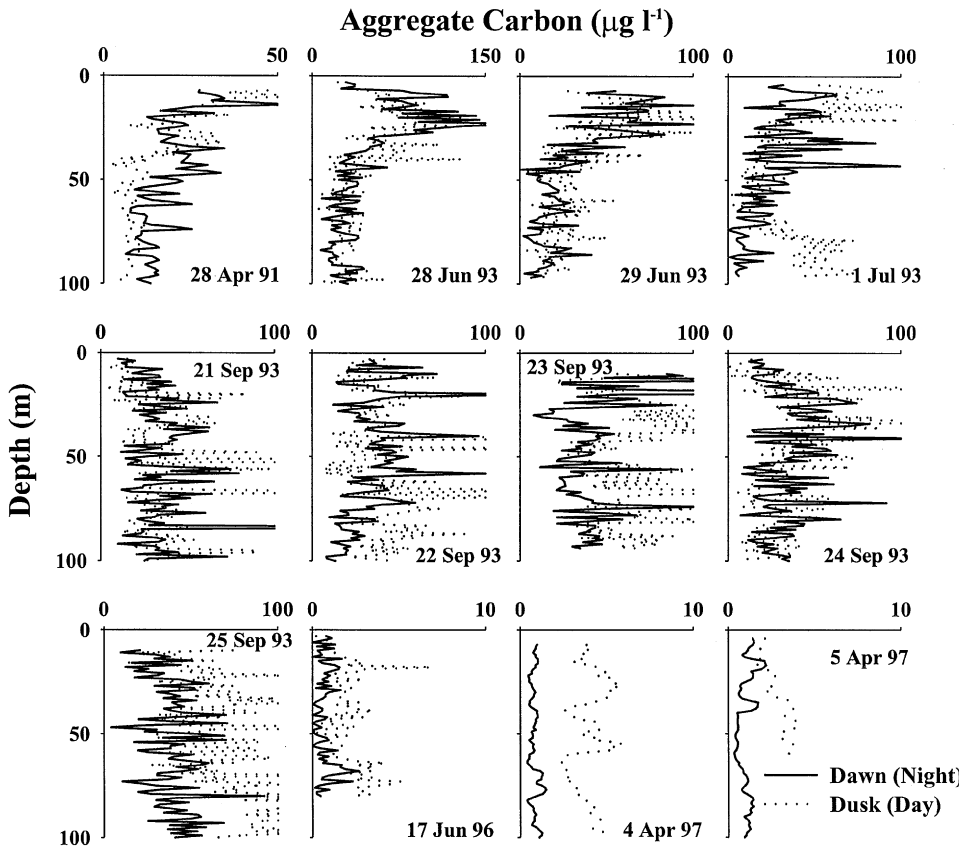 Aggregate Carbon (µg l⁻¹)
0 50 0 150 0 100 0 100
0
50
100
28 Apr 91 28 Jun 93 29 Jun 93 1 Jul 93
0 100 0 100 0 100 0 100
0
21 Sep 93 23 Sep 93
50
100
22 Sep 93 24 Sep 93
Depth (m)
0 100 0 10 0 10 0 10
0
25 Sep 93 5 Apr 97
50
Dawn (Night)
Dusk (Day)
100
17 Jun 96 4 Apr 97